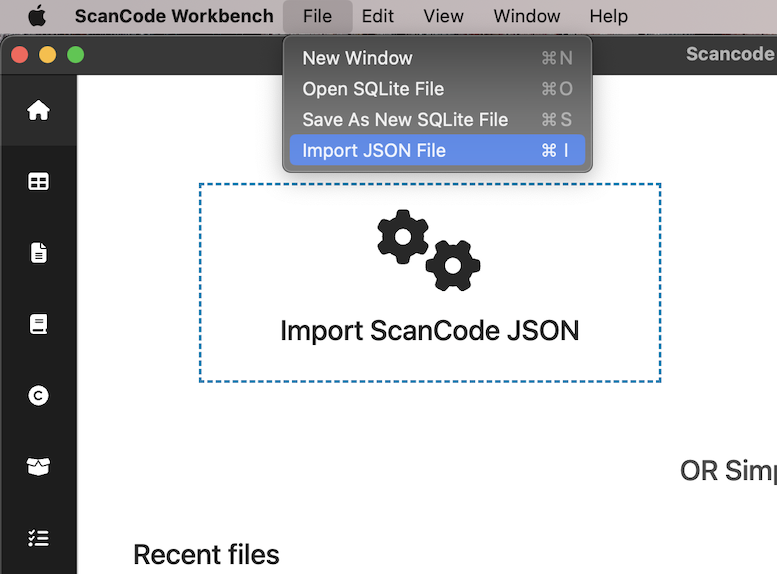 ScanCode Workbench File Edit View Window Help
Scancode
New Window ⌘ N
Open SQLite File ⌘ O
Save As New SQLite File ⌘ S
Import JSON File ⌘ I
Import ScanCode JSON
C
OR Simp
Recent files